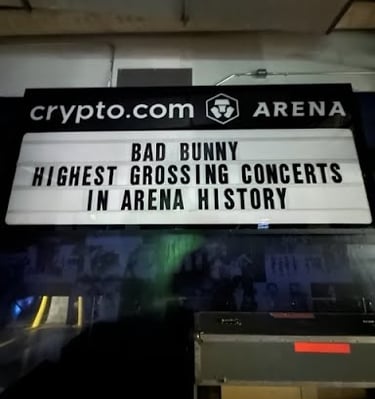 crypto.com ARENA
BAD BUNNY
HIGHEST GROSSING CONCERTS
IN ARENA HISTORY